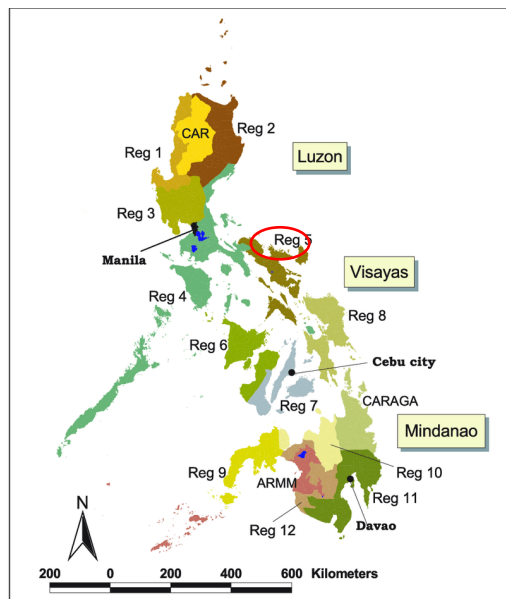 CAR
Reg 2
Reg 1
Luzon
Reg 3
Reg 5
Manila
Visayas
Reg 4
Reg 8
Reg 6
Cebu city
CARAGA
Reg 7
Mindanao
Reg 10
Reg 9
ARMM
Reg 11
N
Reg 12
Davao
200 0 200 400 600 Kilometers